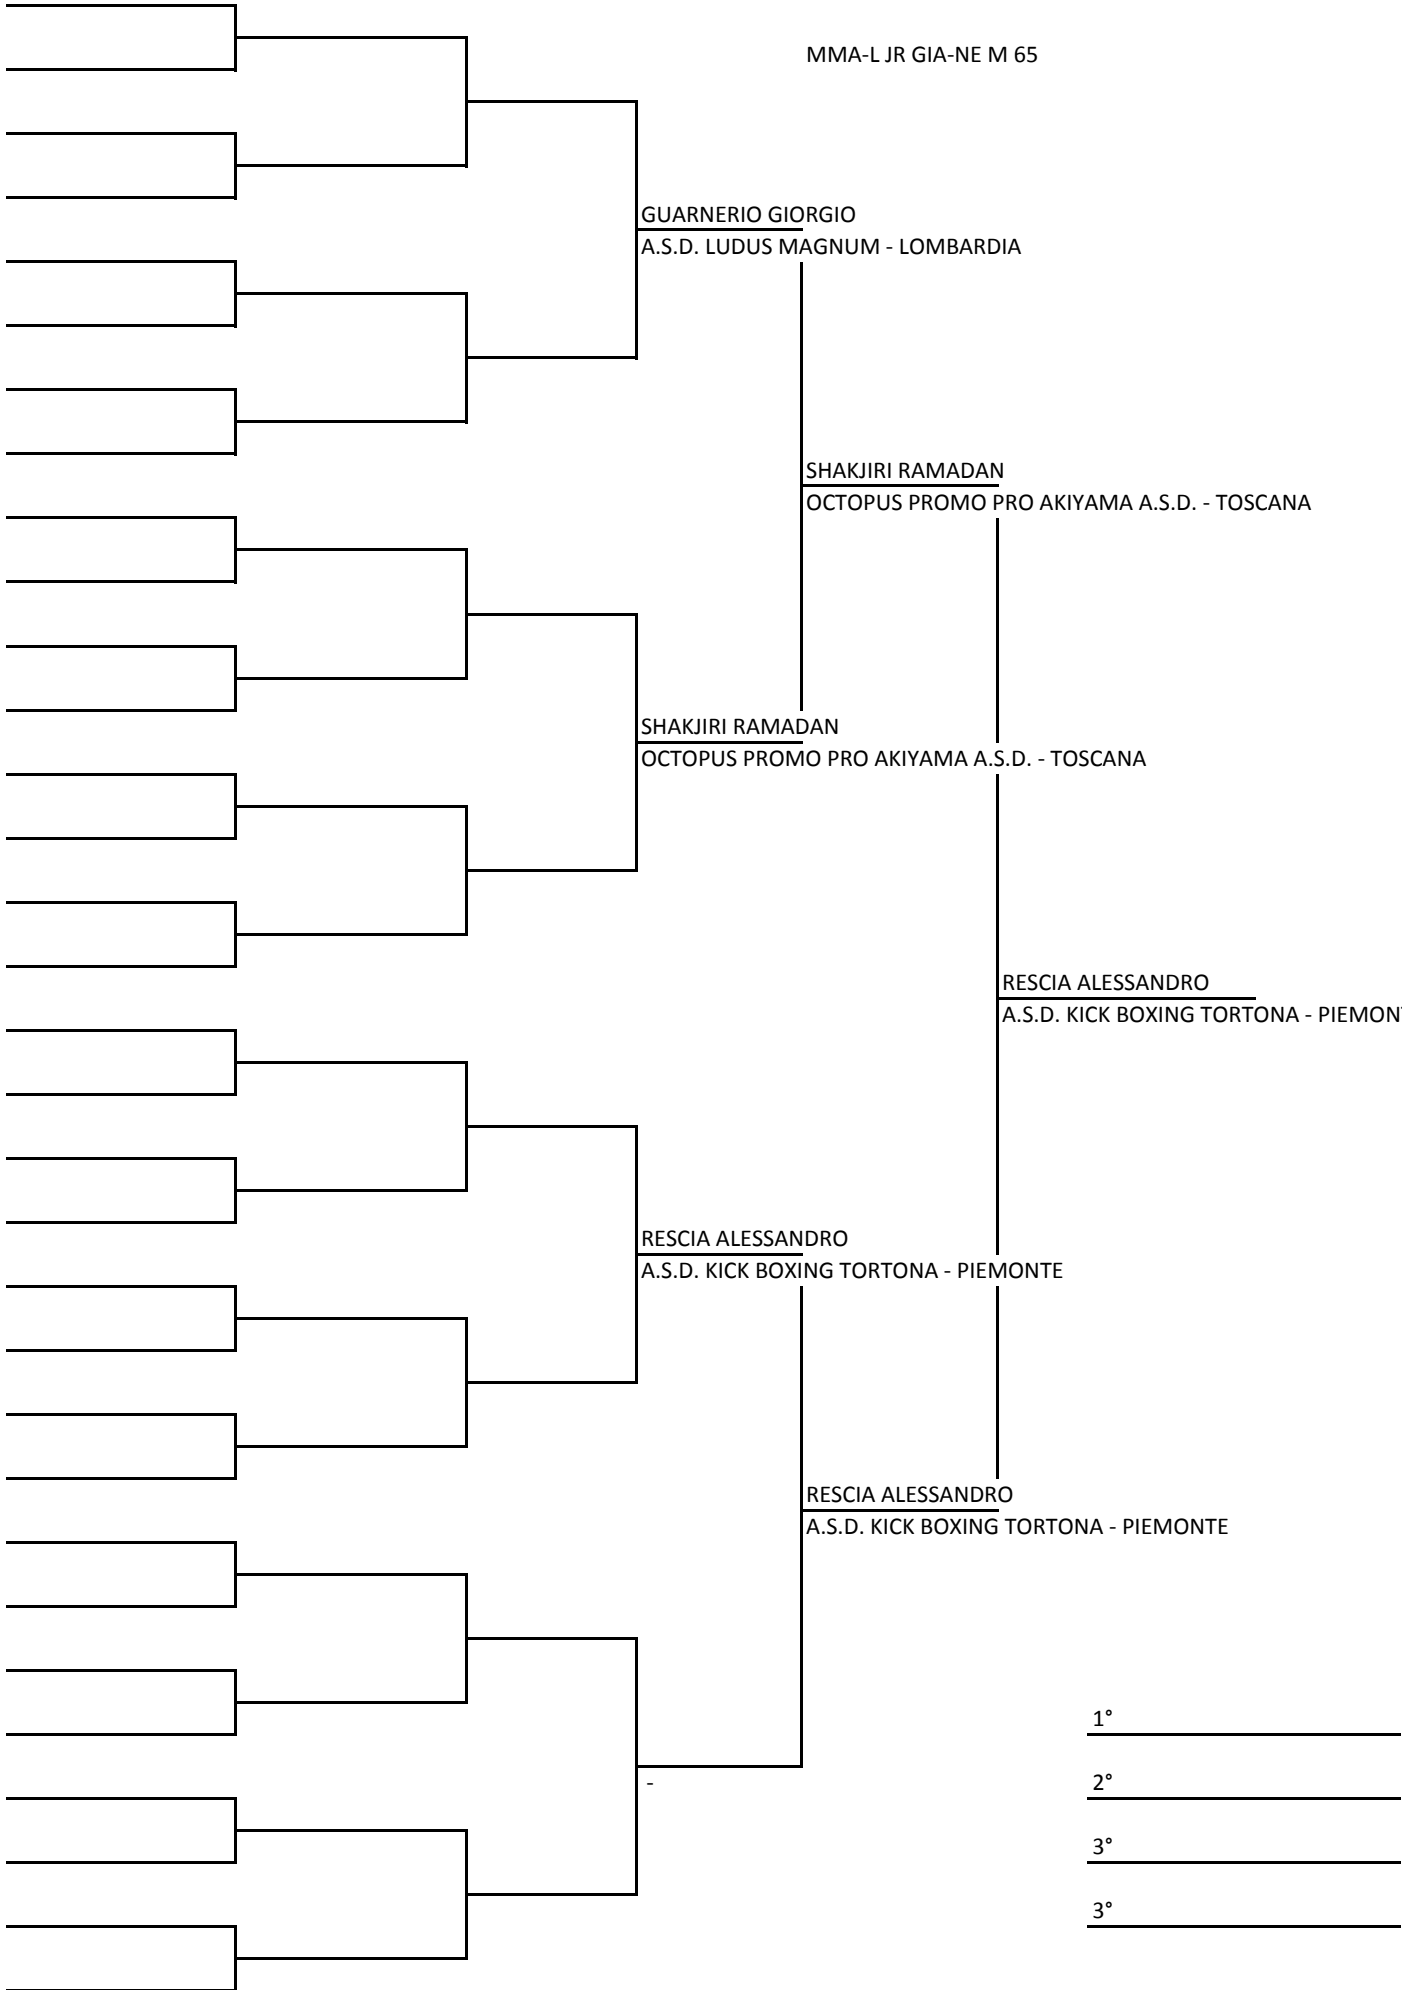 MMA-L JR GIA-NE M 65
GUARNERIO GIORGIO
A.S.D. LUDUS MAGNUM - LOMBARDIA
SHAKJIRI RAMADAN
OCTOPUS PROMO PRO AKIYAMA A.S.D. - TOSCANA
SHAKJIRI RAMADAN
OCTOPUS PROMO PRO AKIYAMA A.S.D. - TOSCANA
RESCIA ALESSANDRO
A.S.D. KICK BOXING TORTONA - PIEMON
RESCIA ALESSANDRO
A.S.D. KICK BOXING TORTONA - PIEMONTE
RESCIA ALESSANDRO
A.S.D. KICK BOXING TORTONA - PIEMONTE
1°
-
2°
3°
3°